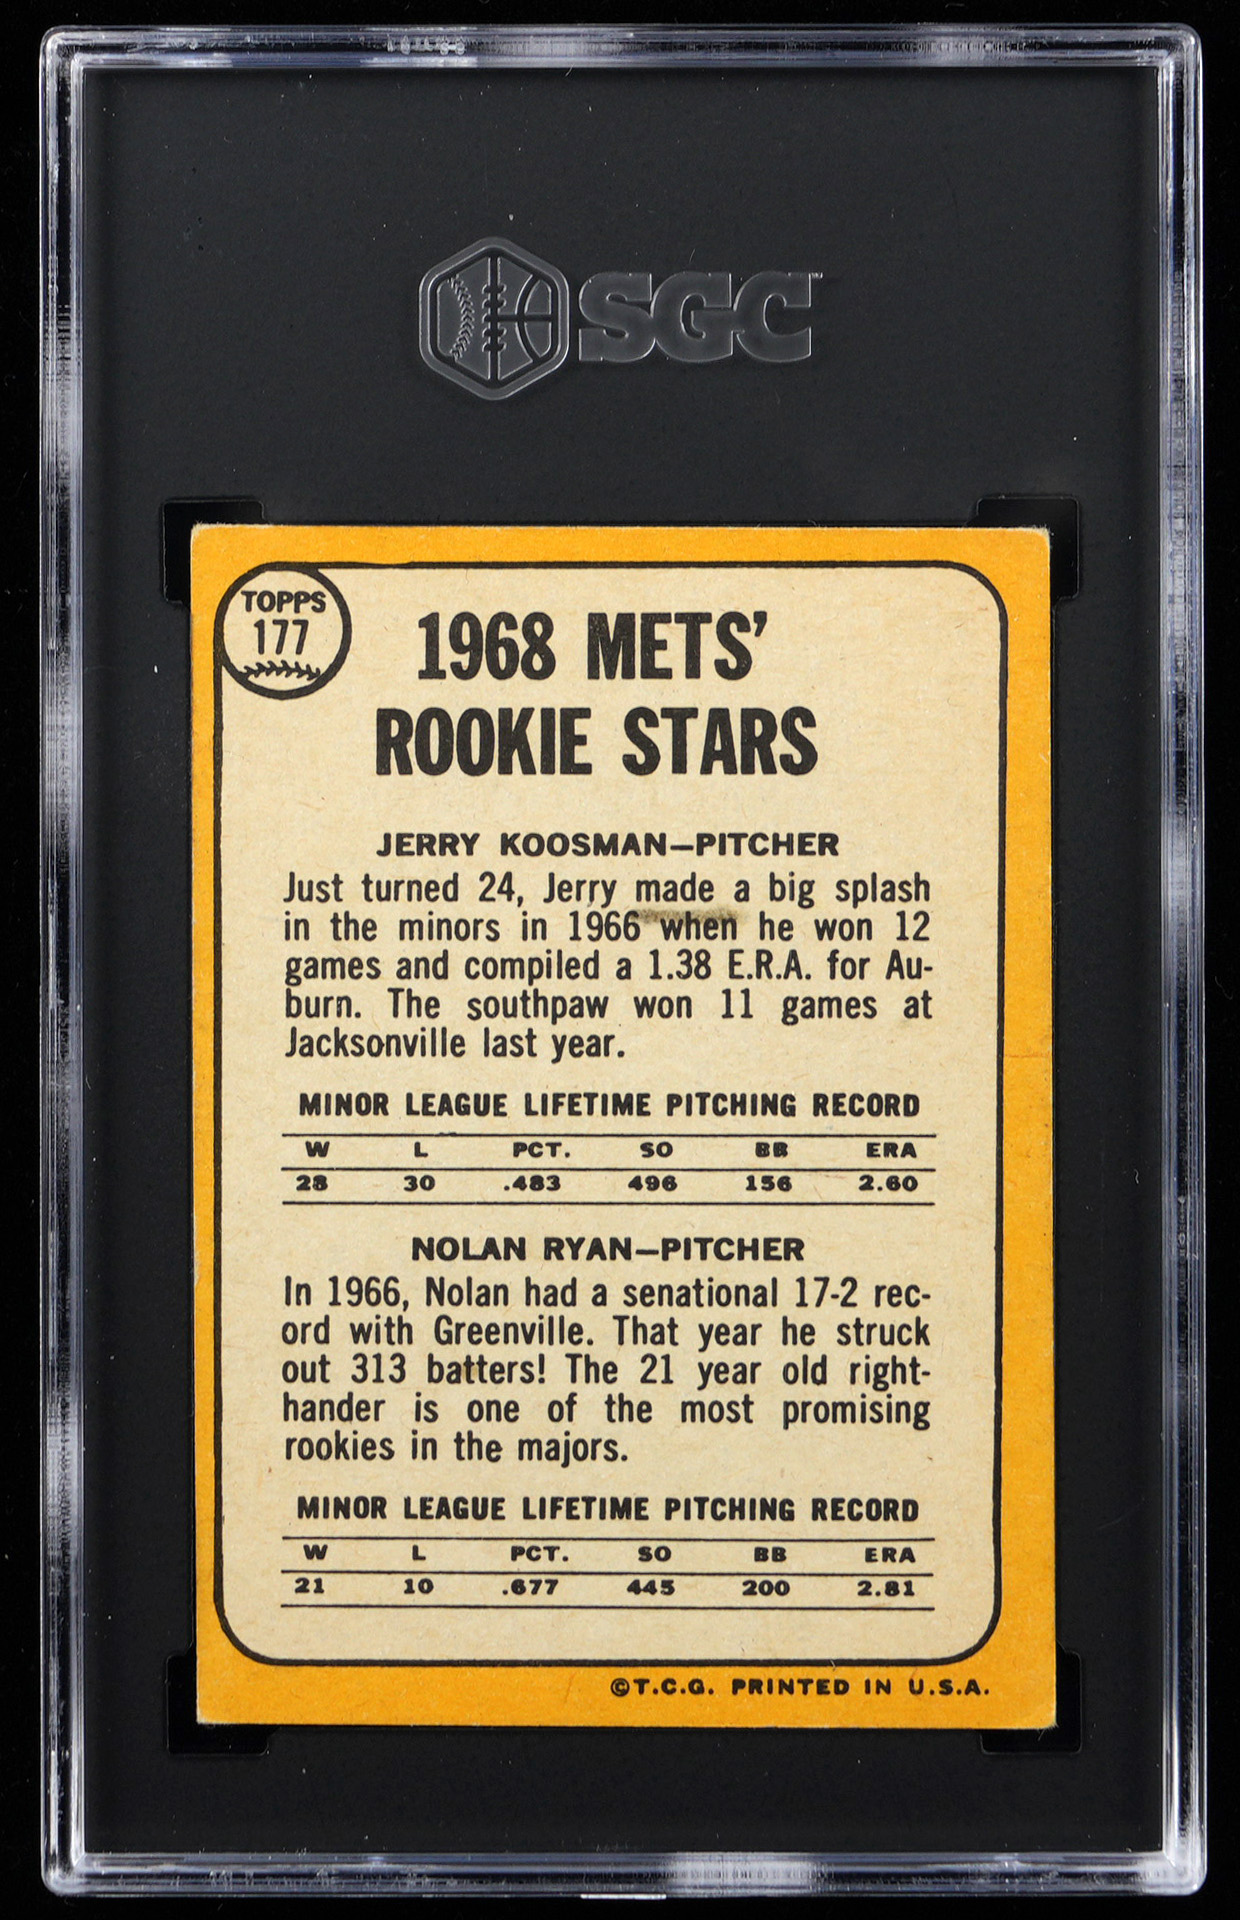 SGC
TOPPS
177
1968 METS'
ROOKIE STARS
JERRY KOOSMAN—PITCHER
Just turned 24, Jerry made a big splash
in the minors in 1966 when he won 12
games and compiled a 1.38 E.R.A. for Au-
burn. The southpaw won 11 games at
Jacksonville last year.
MINOR LEAGUE LIFETIME PITCHING RECORD
W L PCT. SO BB ERA
28 30 .483 496 156 2.60
NOLAN RYAN—PITCHER
In 1966, Nolan had a senational 17-2 rec-
ord with Greenville. That year he struck
out 313 batters! The 21 year old right-
hander is one of the most promising
rookies in the majors.
MINOR LEAGUE LIFETIME PITCHING RECORD
W L PCT. SO BB ERA
21 10 .677 445 200 2.81
©T.C.G. PRINTED IN U.S.A.